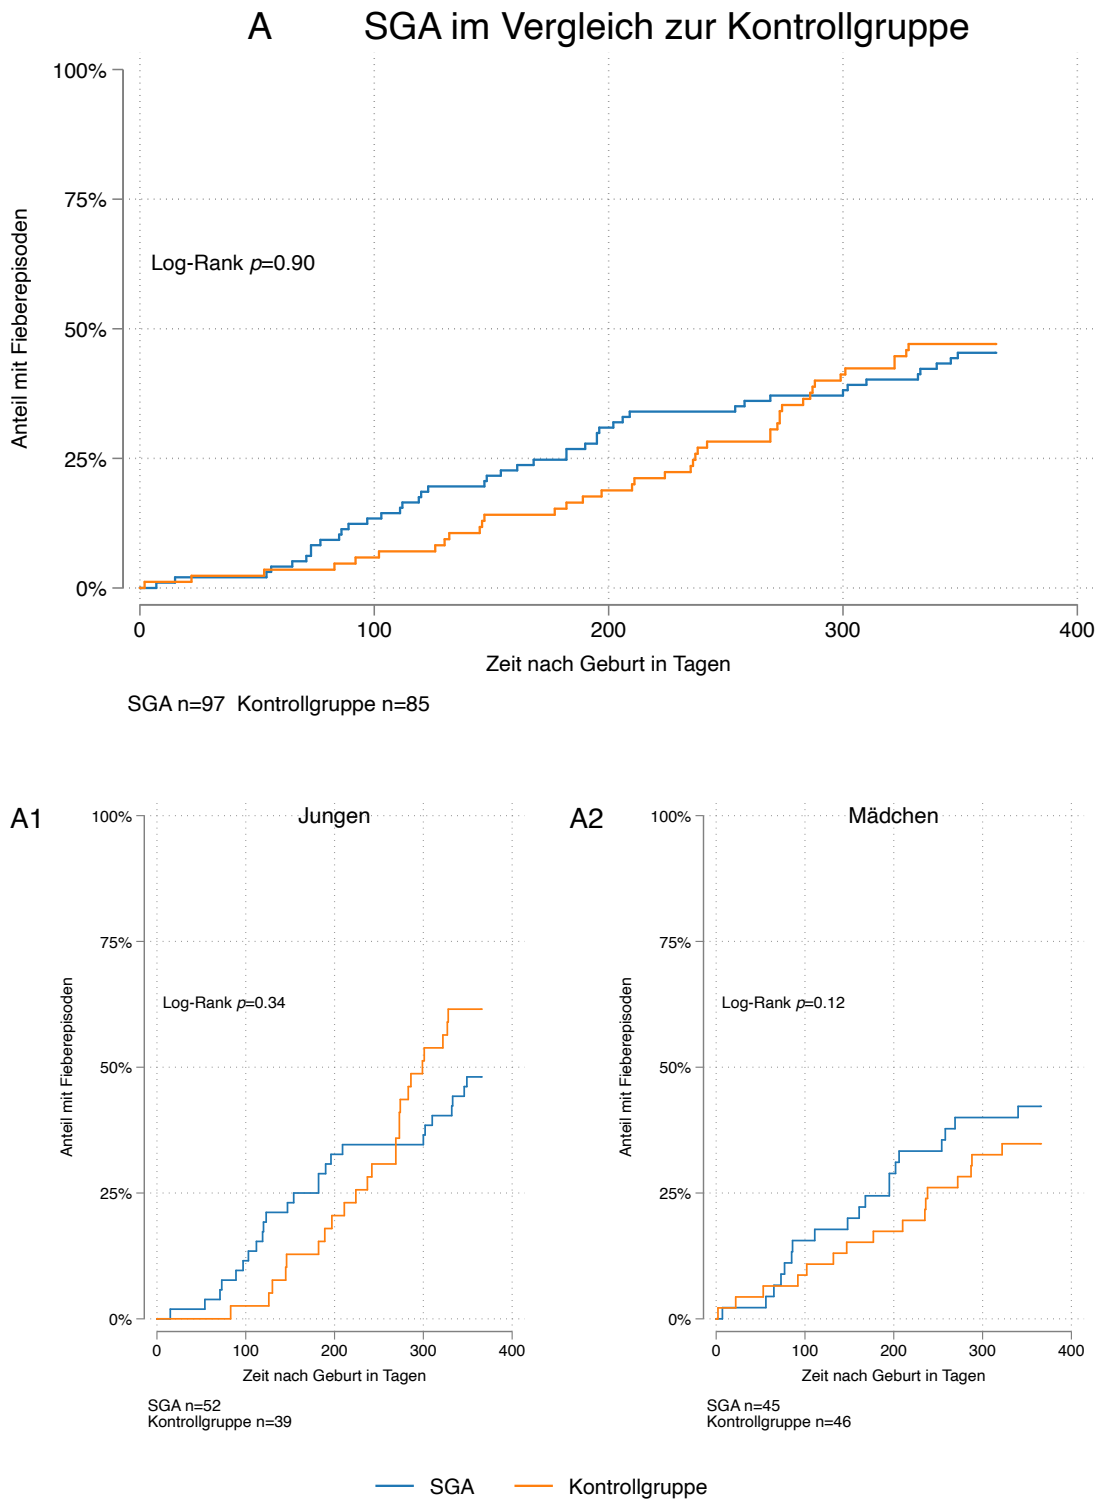 A SGA im Vergleich zur Kontrollgruppe
100%
75%
50%
25%
0%
Anteil mit Fieberepisoden
Log-Rank p=0.90
0 100 200 300 400
Zeit nach Geburt in Tagen
SGA n=97 Kontrollgruppe n=85
A1
Jungen
100%
75%
50%
25%
0%
Anteil mit Fieberepisoden
Log-Rank p=0.34
0 100 200 300 400
Zeit nach Geburt in Tagen
SGA n=52
Kontrollgruppe n=39
A2
Mädchen
100%
75%
50%
25%
0%
Anteil mit Fieberepisoden
Log-Rank p=0.12
0 100 200 300 400
Zeit nach Geburt in Tagen
SGA n=45
Kontrollgruppe n=46
SGA Kontrollgruppe